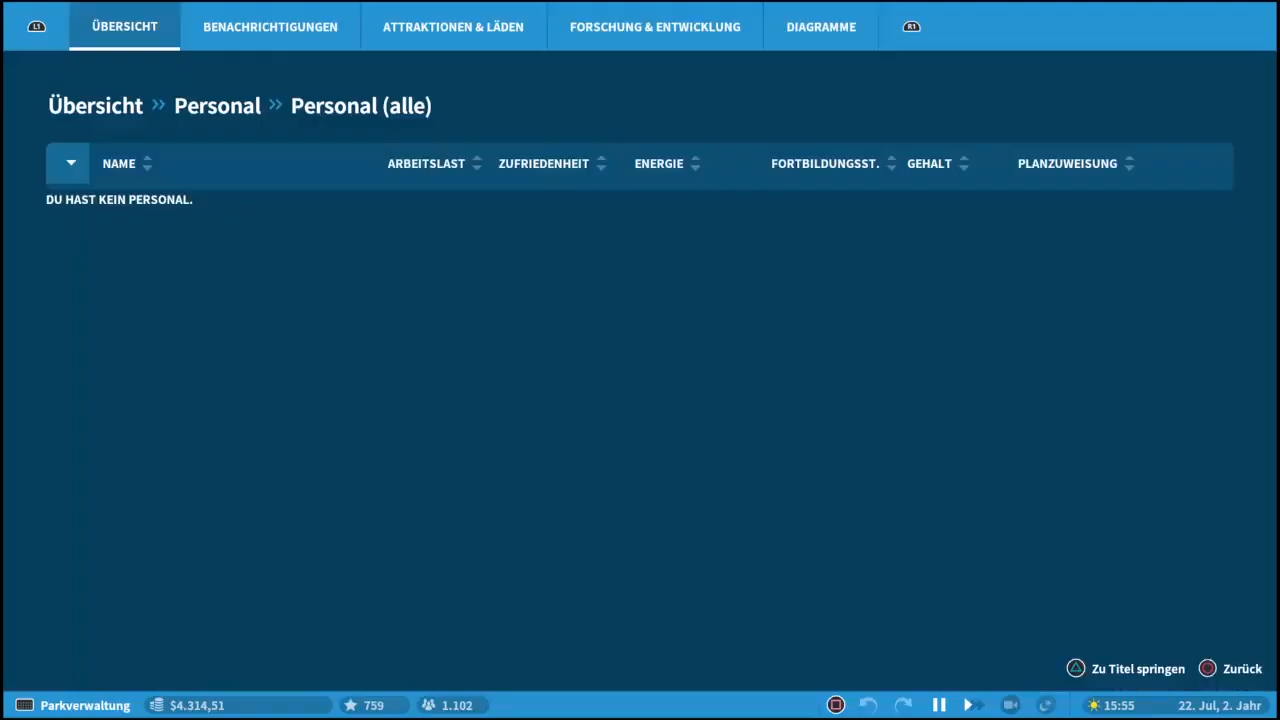 L1 ÜBERSICHT BENACHRICHTIGUNGEN ATTRAKTIONEN & LÄDEN FORSCHUNG & ENTWICKLUNG DIAGRAMME R1
Übersicht » Personal » Personal (alle)
NAME ARBEITSLAST ZUFRIEDENHEIT ENERGIE FORTBILDUNGSST. GEHALT PLANZUWEISUNG
DU HAST KEIN PERSONAL.
Zu Titel springen Zurück
Parkverwaltung $4.314,51 759 1.102 15:55 22. Jul, 2. Jahr